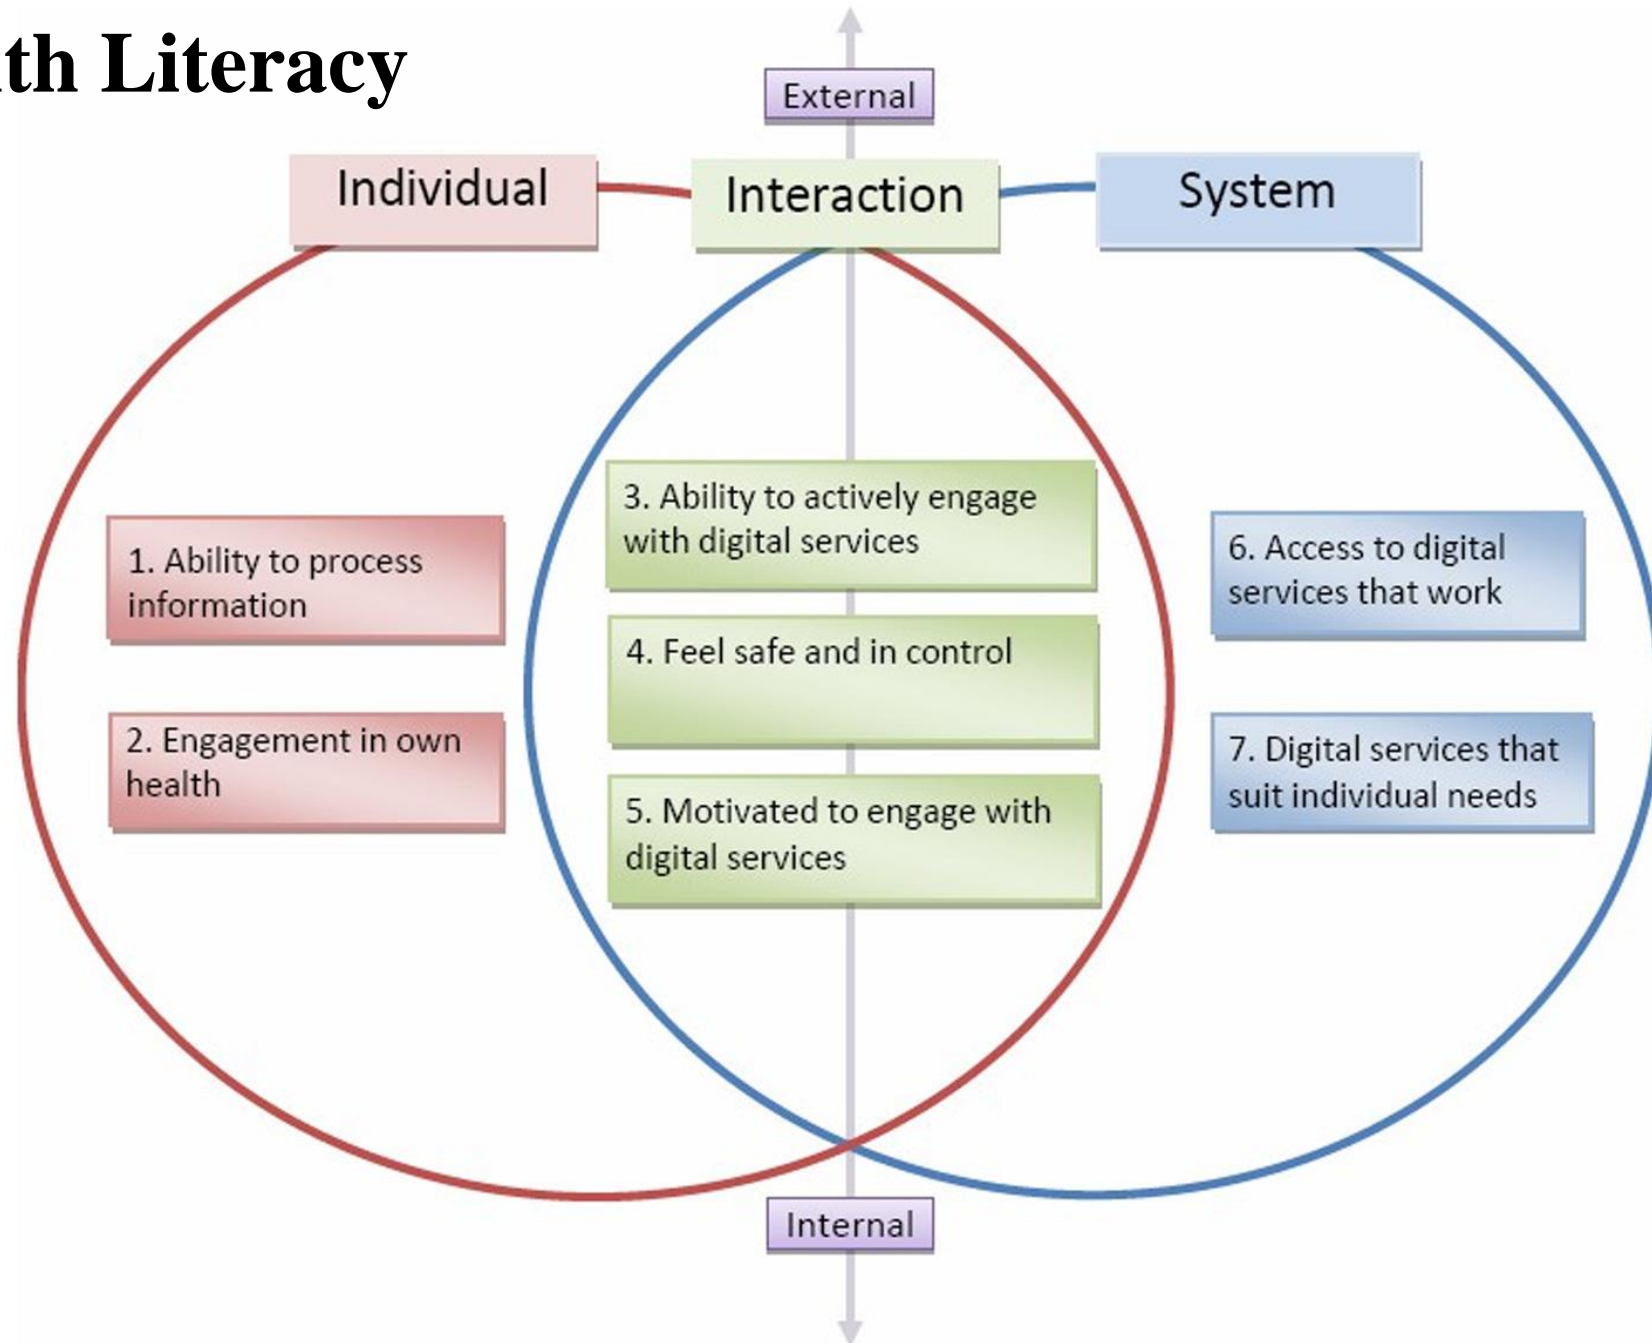 th Literacy
External
Individual
Interaction
System
1. Ability to process
information
2. Engagement in own
health
3. Ability to actively engage
with digital services
4. Feel safe and in control
5. Motivated to engage with
digital services
6. Access to digital
services that work
7. Digital services that
suit individual needs
Internal